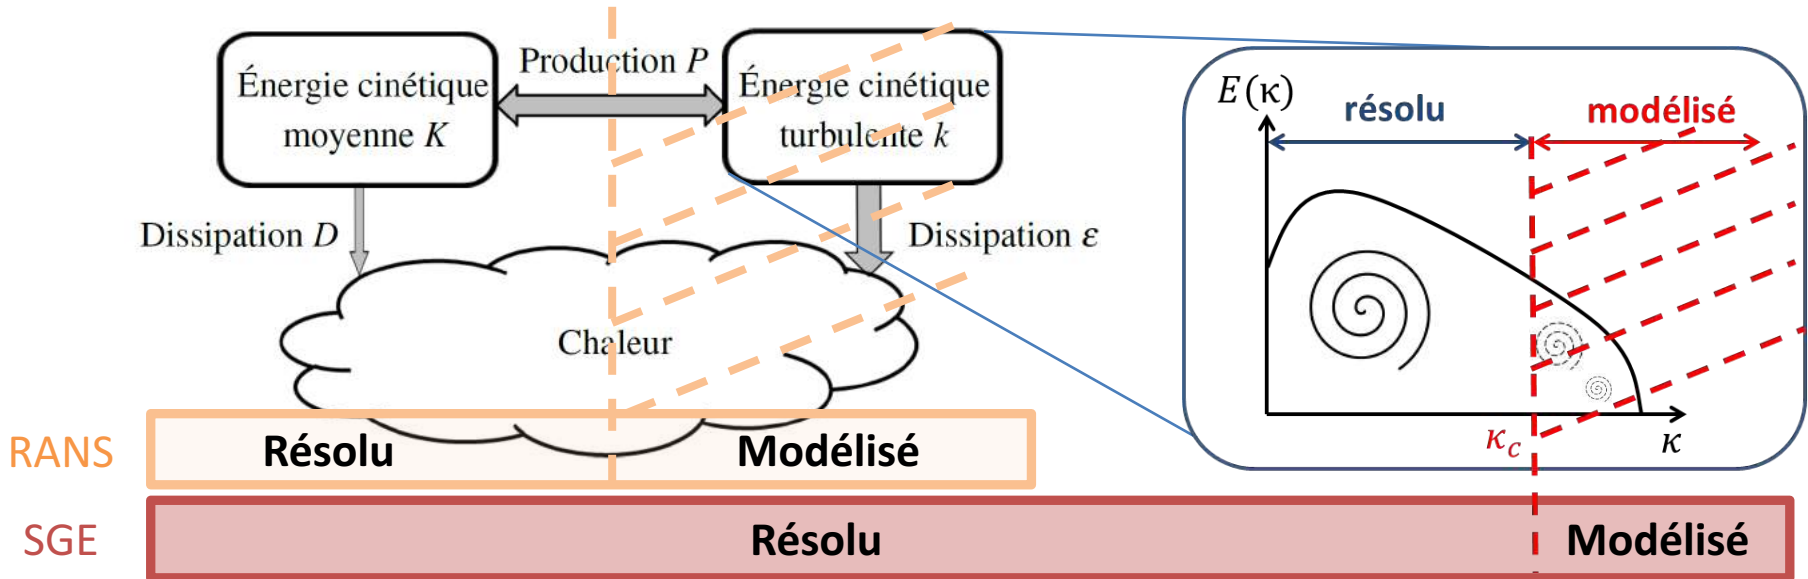 Énergie cinétique
moyenne K
Production P
Énergie cinétique
turbulente k
Dissipation D
Dissipation ε
Chaleur
E(κ)
résolu
modélisé
κc
κ
RANS
Résolu
Modélisé
SGE
Résolu
Modélisé